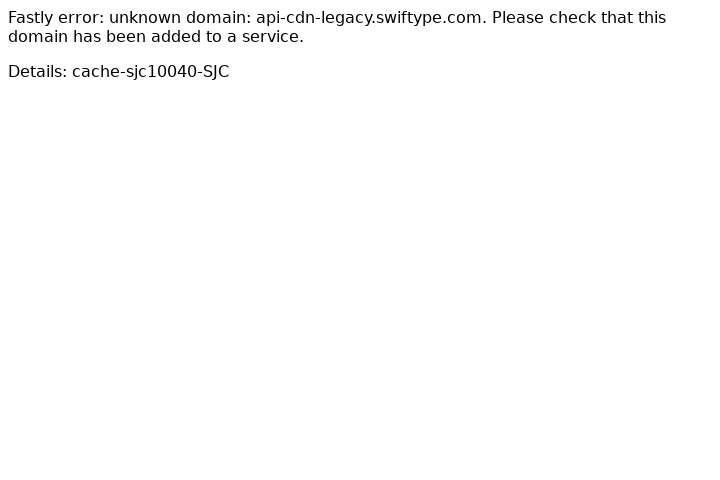 Fastly error: unknown domain: api-cdn-legacy.swiftype.com. Please check that this
domain has been added to a service.
Details: cache-sjc10040-SJC